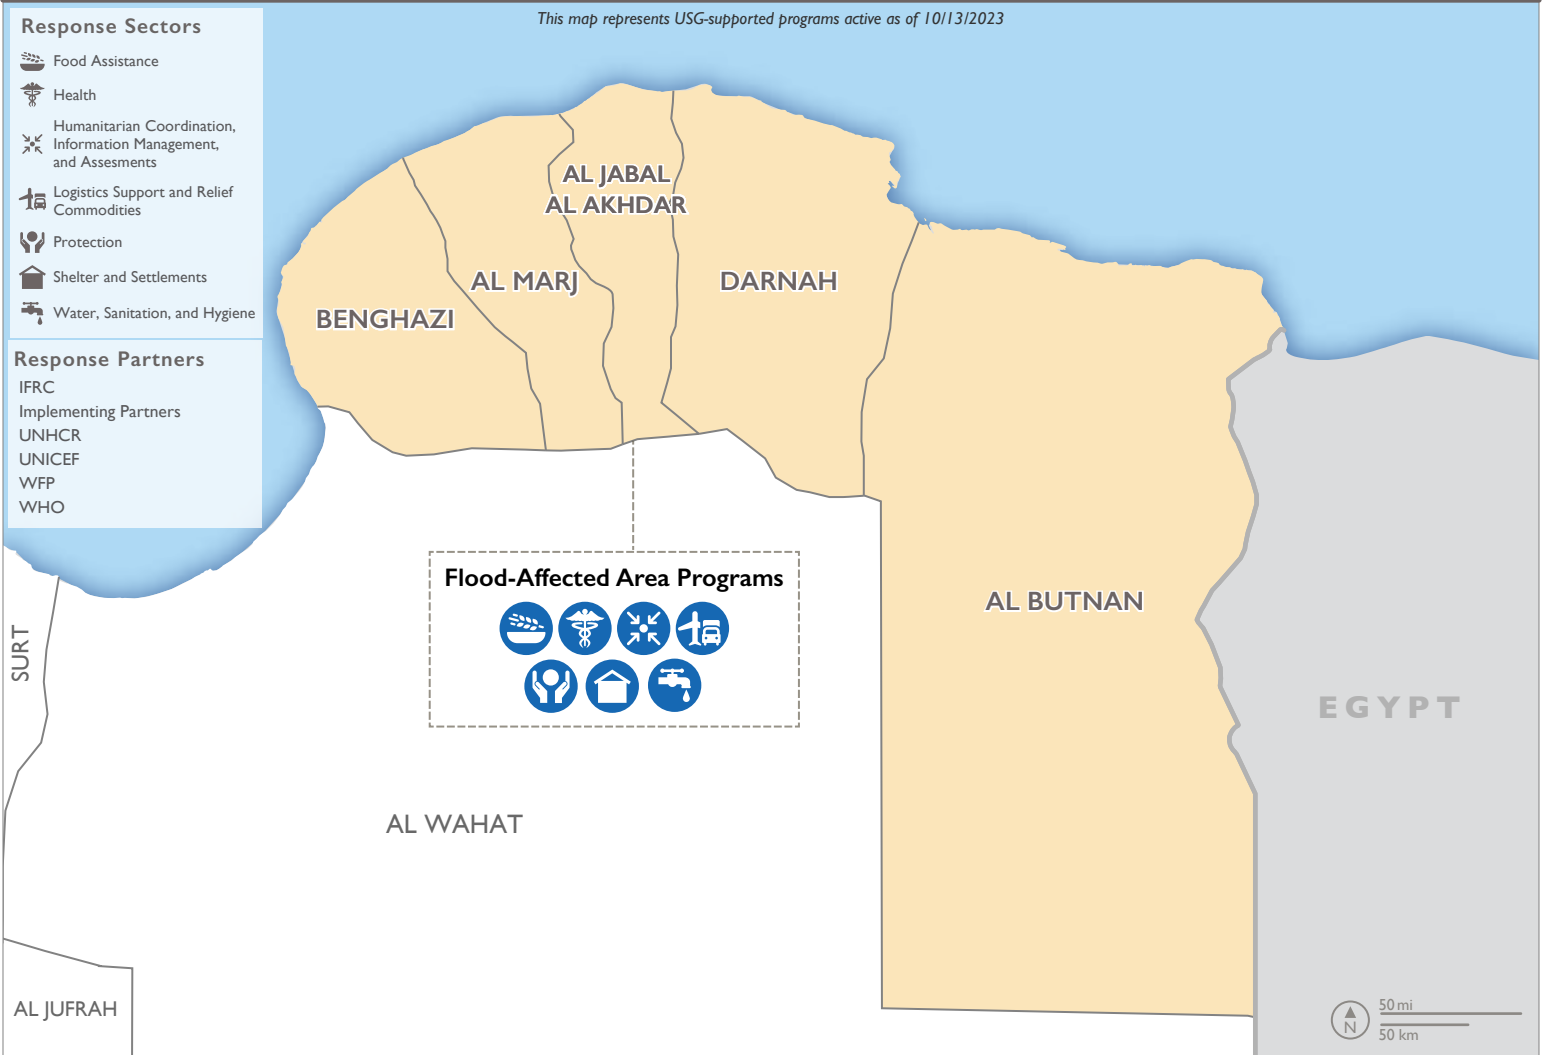 This map represents USG-supported programs active as of 10/13/2023
Response Sectors
Food Assistance
Health
Humanitarian Coordination,
Information Management,
and Assesments
Logistics Support and Relief
Commodities
Protection
Shelter and Settlements
Water, Sanitation, and Hygiene
Response Partners
IFRC
Implementing Partners
UNHCR
UNICEF
WFP
WHO
AL JABAL
AL AKHDAR
AL MARJ
DARNAH
BENGHAZI
Flood-Affected Area Programs
AL BUTNAN
SURT
EGYPT
AL WAHAT
AL JUFRAH
N
50 mi
50 km